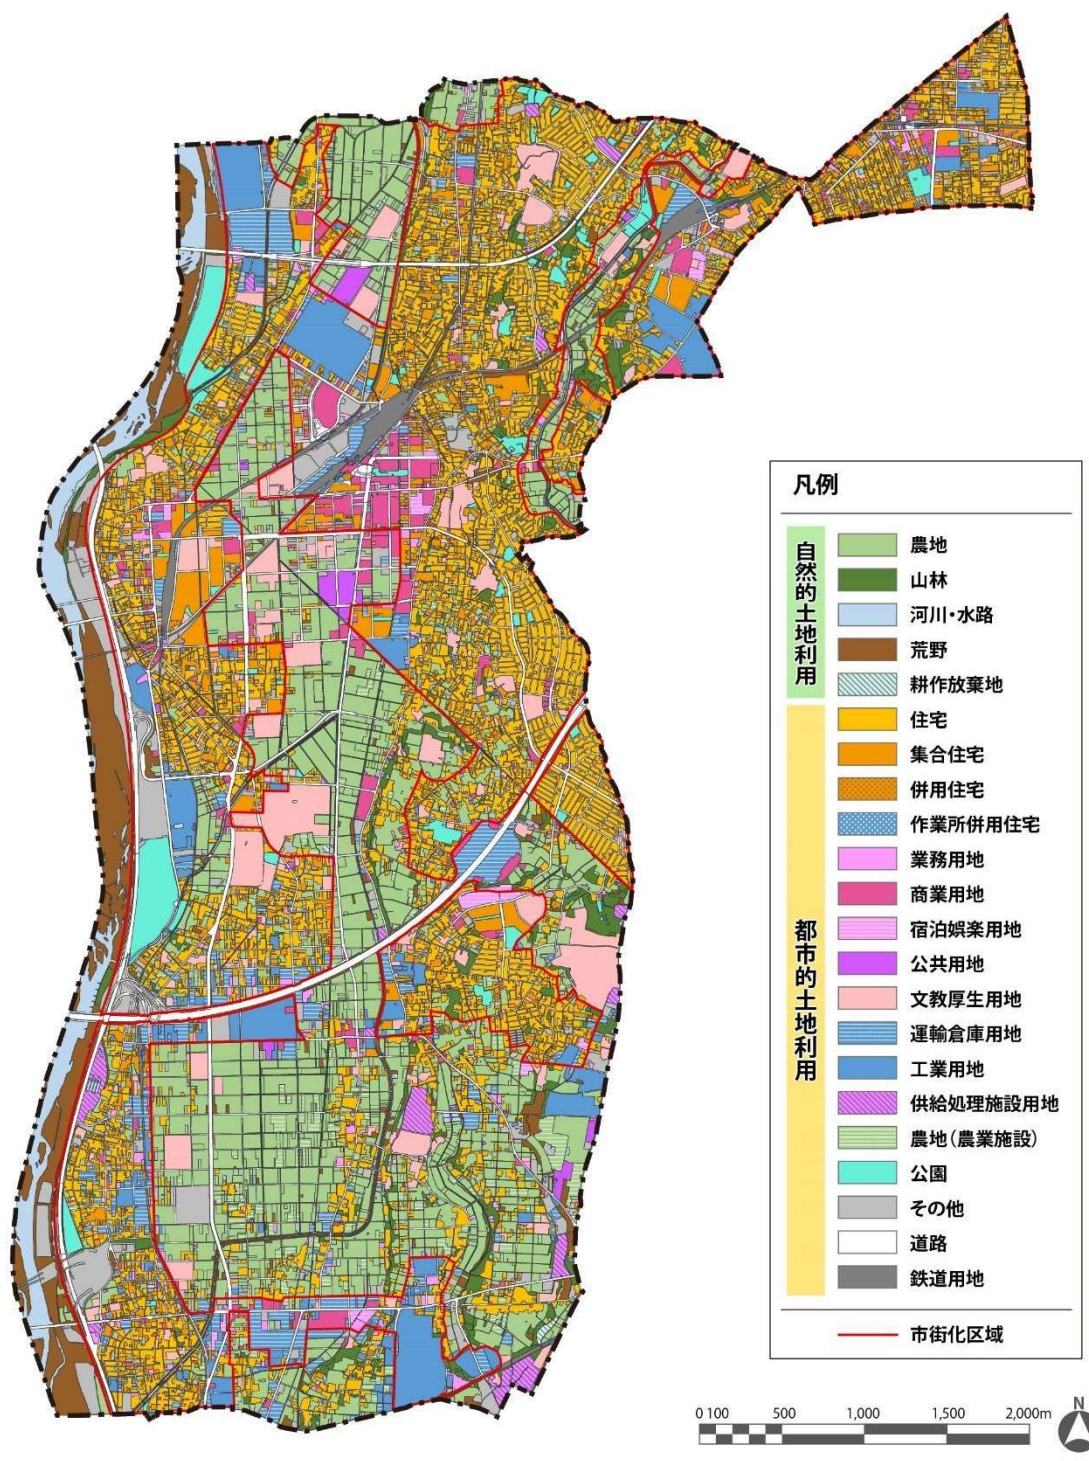 凡例
自然的土地利用
農地
山林
河川・水路
荒野
耕作放棄地
都市的土地利用
住宅
集合住宅
併用住宅
作業所併用住宅
業務用地
商業用地
宿泊娯楽用地
公共用地
文教厚生用地
運輸倉庫用地
工業用地
供給処理施設用地
農地(農業施設)
公園
その他
道路
鉄道用地
市街化区域
0 100 500 1,000 1,500 2,000m
N